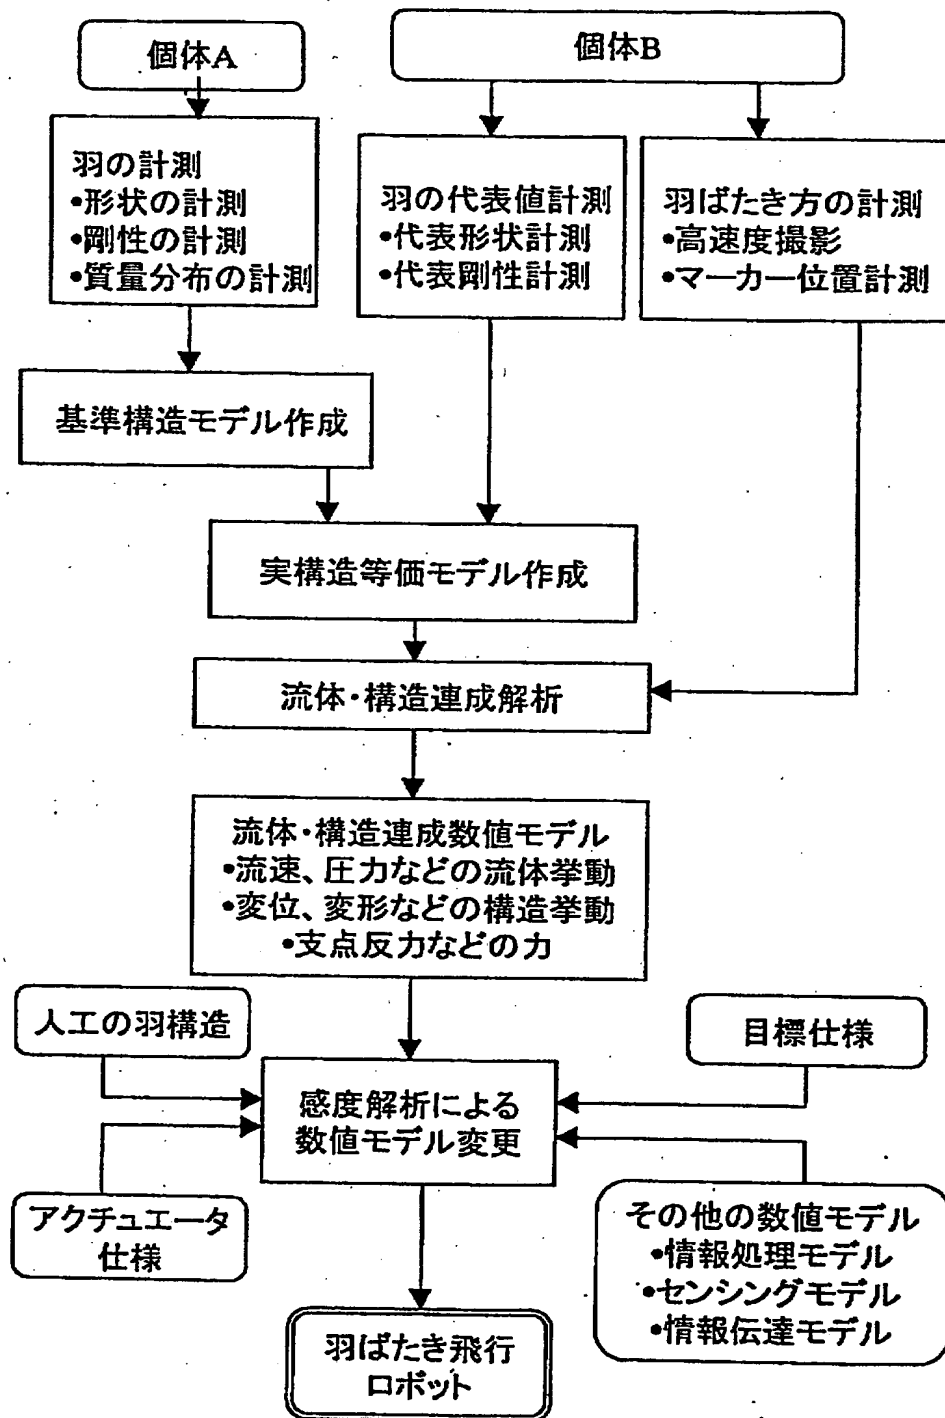 個体A
個体B
羽の計測
•形状の計測
•剛性の計測
•質量分布の計測
羽の代表値計測
•代表形状計測
•代表剛性計測
羽ばたき方の計測
•高速度撮影
•マーカー位置計測
基準構造モデル作成
実構造等価モデル作成
流体・構造連成解析
流体・構造連成数値モデル
•流速、圧力などの流体挙動
•変位、変形などの構造挙動
•支点反力などの力
人工の羽構造
目標仕様
感度解析による
数値モデル変更
アクチュエータ
仕様
その他の数値モデル
•情報処理モデル
•センシングモデル
•情報伝達モデル
羽ばたき飛行
ロボット